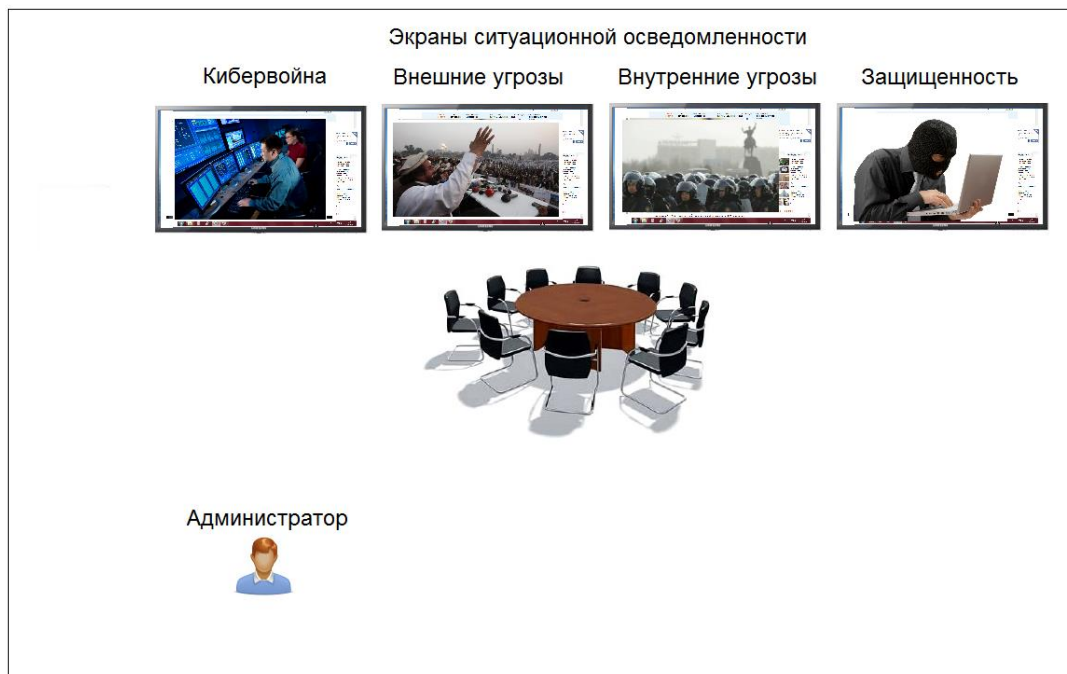 Экраны ситуационной осведомленности
Кибервойна Внешние угрозы Внутренние угрозы Защищенность
Администратор